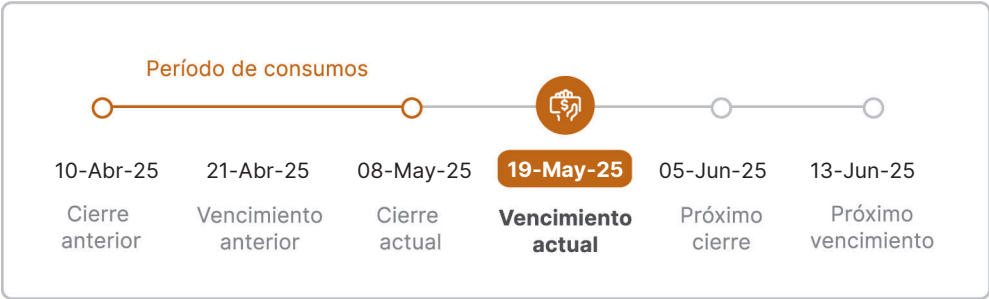 Período de consumos
$
10-Abr-25
21-Abr-25
08-May-25
19-May-25
05-Jun-25
13-Jun-25
Cierre
anterior
Vencimiento
anterior
Cierre
actual
Vencimiento
actual
Próximo
cierre
Próximo
vencimiento